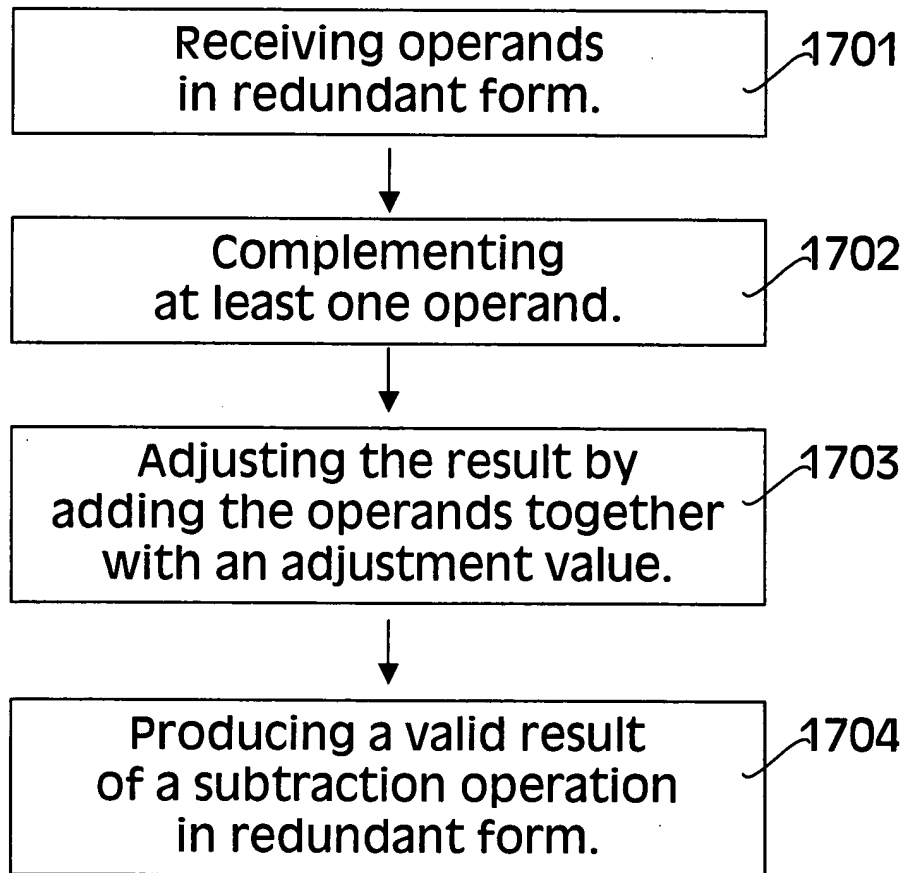 Receiving operands
in redundant form.
1701
Complementing
at least one operand.
1702
Adjusting the result by
adding the operands together
with an adjustment value.
1703
Producing a valid result
of a subtraction operation
in redundant form.
1704